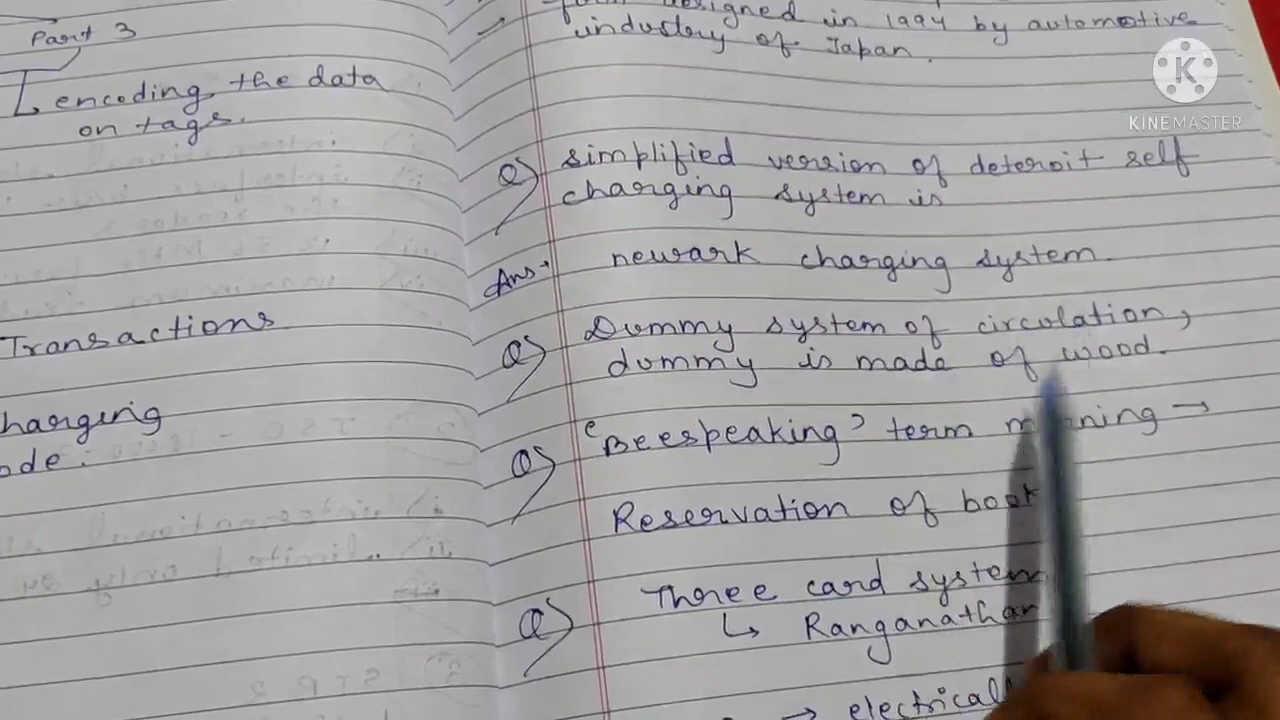 Part 3
encoding the data
on tags.
Transactions
harging
ode.
designed in 1994 by automotive
industry of Japan.
Q) simplified version of detroit self
charging system is
Ans. newark charging system.
Q) Dummy system of circulation,
dummy is made of wood.
Q) 'Beespeaking' term meaning →
Reservation of book
Q) Three card system
↳ Ranganathan
→ electrical
KINEMASTER